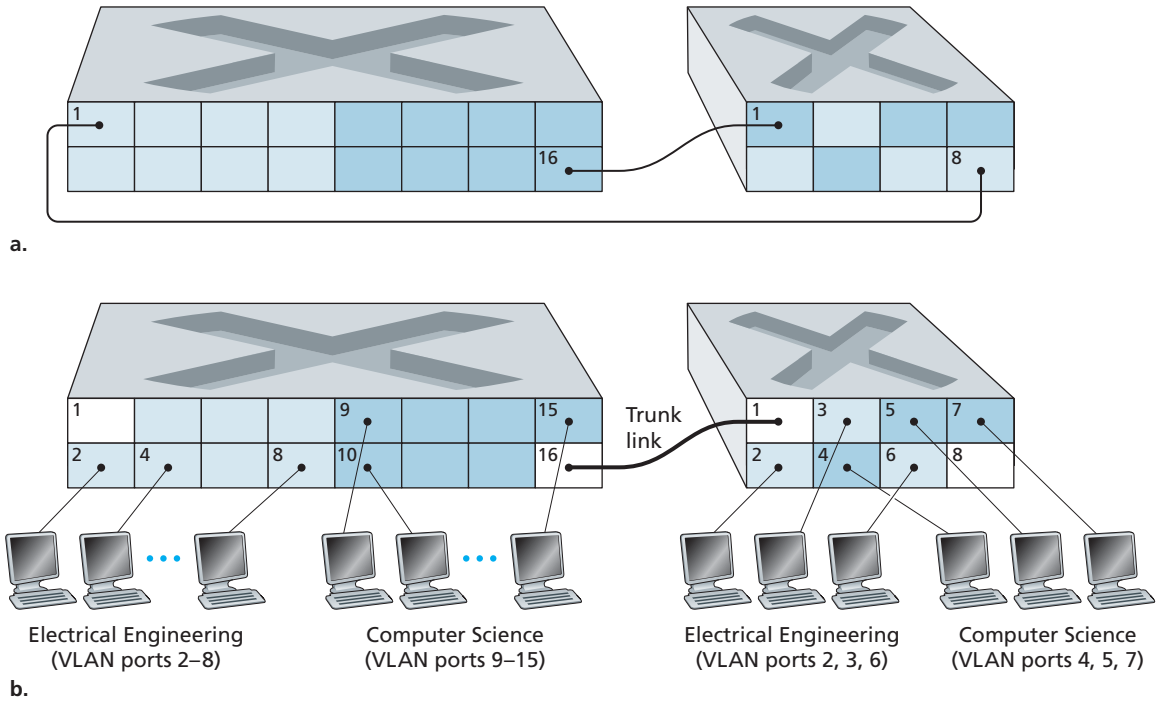 1
16
1
8
a.
1
9
15
2
4
8
10
16
Trunk
link
1
3
5
7
2
4
6
8
Electrical Engineering
(VLAN ports 2–8)
Computer Science
(VLAN ports 9–15)
Electrical Engineering
(VLAN ports 2, 3, 6)
Computer Science
(VLAN ports 4, 5, 7)
b.